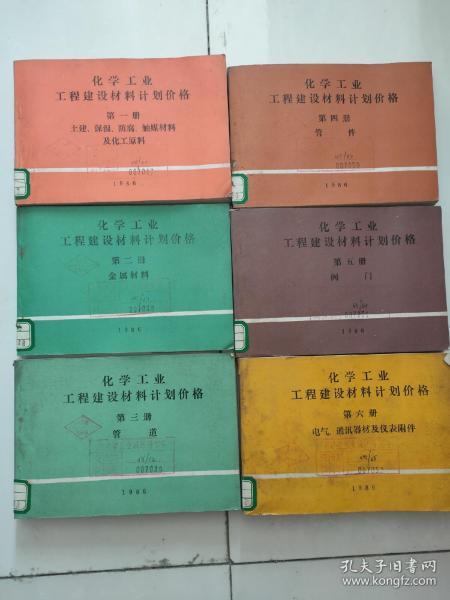 化学工业
工程建设材料计划价格
第一册
土建、保温、防腐、触媒材料
及化工原料
1986
化学工业
工程建设材料计划价格
第二册
金属材料
1986
化学工业
工程建设材料计划价格
第三册
管道
1986
化学工业
工程建设材料计划价格
第四册
管件
1986
化学工业
工程建设材料计划价格
第五册
阀门
1986
化学工业
工程建设材料计划价格
第六册
电气、通讯器材及仪表附件
1986
孔夫子旧书网
www.kongfz.com